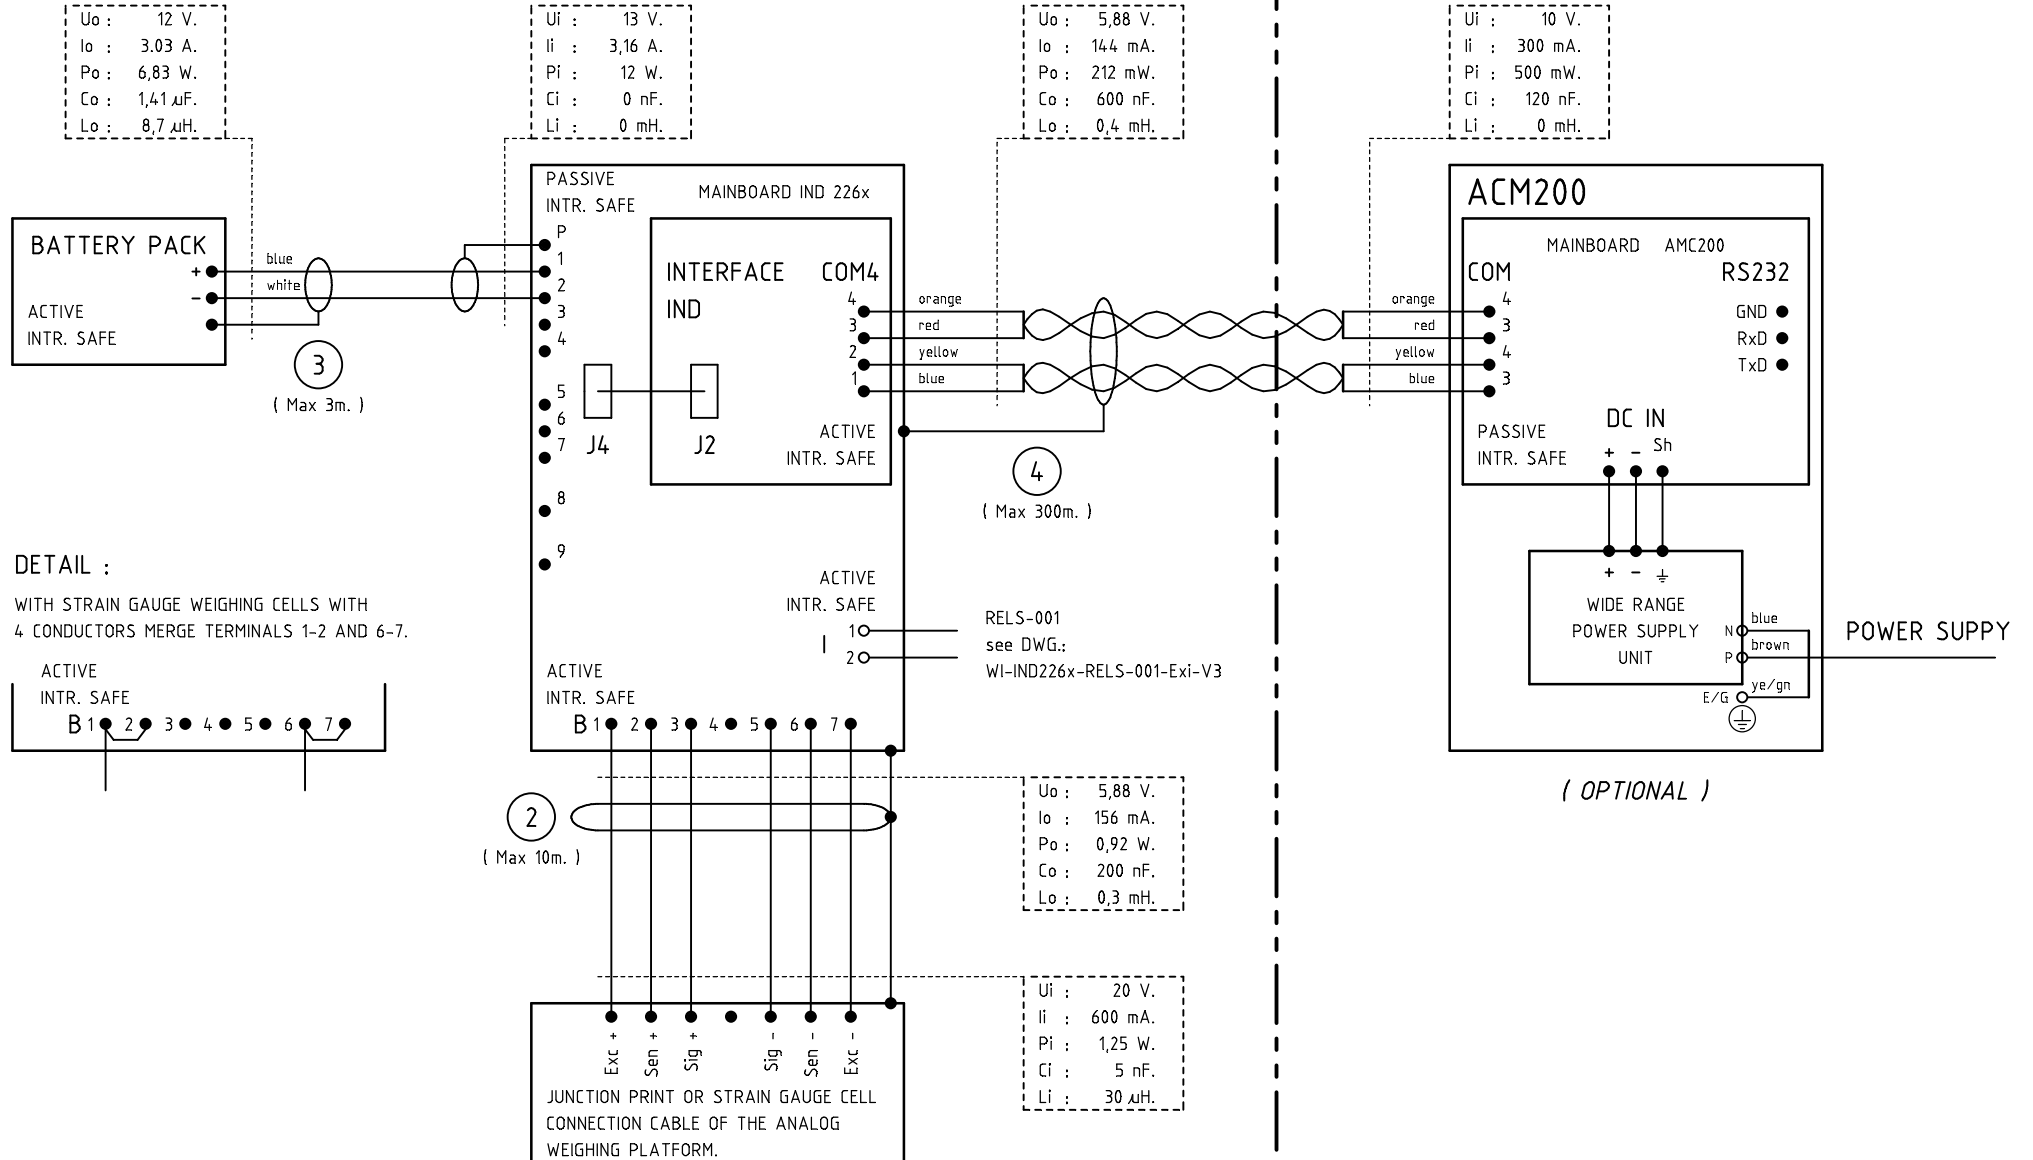 Uo : 12 V.
Io : 3.03 A.
Po : 6,83 W.
Co : 1,41 µF.
Lo : 8,7 µH.
Ui : 13 V.
Ii : 3,16 A.
Pi : 12 W.
Ci : 0 nF.
Li : 0 mH.
Uo : 5,88 V.
Io : 144 mA.
Po : 212 mW.
Co : 600 nF.
Lo : 0,4 mH.
Ui : 10 V.
Ii : 300 mA.
Pi : 500 mW.
Ci : 120 nF.
Li : 0 mH.
BATTERY PACK
+
-
ACTIVE
INTR. SAFE
blue
white
3
( Max 3m. )
PASSIVE
INTR. SAFE
MAINBOARD IND 226x
P
1
2
3
4
5
6
7
8
9
J4
J2
INTERFACE
IND
COM4
4
3
2
1
ACTIVE
INTR. SAFE
orange
red
yellow
blue
4
( Max 300m. )
orange
red
yellow
blue
ACM200
MAINBOARD AMC200
COM
4
3
4
3
RS232
GND
RxD
TxD
PASSIVE
INTR. SAFE
DC IN
+ - Sh
+ -
WIDE RANGE
POWER SUPPLY
UNIT
N
P
E/G
blue
brown
ye/gn
POWER SUPPY
( OPTIONAL )
DETAIL :
WITH STRAIN GAUGE WEIGHING CELLS WITH
4 CONDUCTORS MERGE TERMINALS 1-2 AND 6-7.
ACTIVE
INTR. SAFE
B 1 2 3 4 5 6 7
ACTIVE
INTR. SAFE
I
1
2
RELS-001
see DWG.:
WI-IND226x-RELS-001-Exi-V3
ACTIVE
INTR. SAFE
B 1 2 3 4 5 6 7
2
( Max 10m. )
Uo : 5,88 V.
Io : 156 mA.
Po : 0,92 W.
Co : 200 nF.
Lo : 0,3 mH.
Ui : 20 V.
Ii : 600 mA.
Pi : 1,25 W.
Ci : 5 nF.
Li : 30 µH.
Exc +
Sen +
Sig +
Sig -
Sen -
Exc -
JUNCTION PRINT OR STRAIN GAUGE CELL
CONNECTION CABLE OF THE ANALOG
WEIGHING PLATFORM.